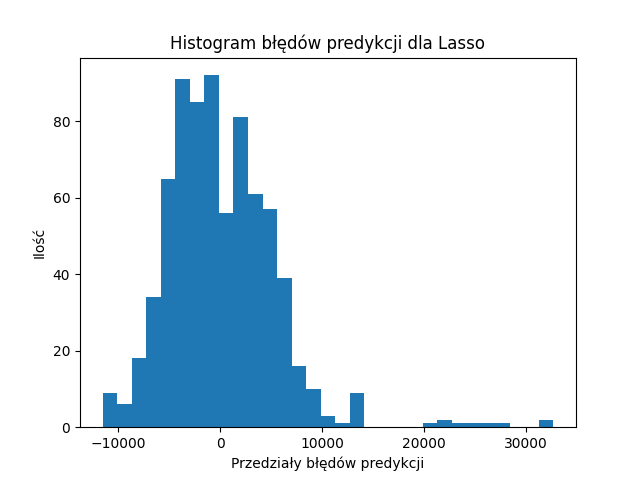 Histogram błędów predykcji dla Lasso
Ilość
80
60
40
20
0
−10000 0 10000 20000 30000
Przedziały błędów predykcji